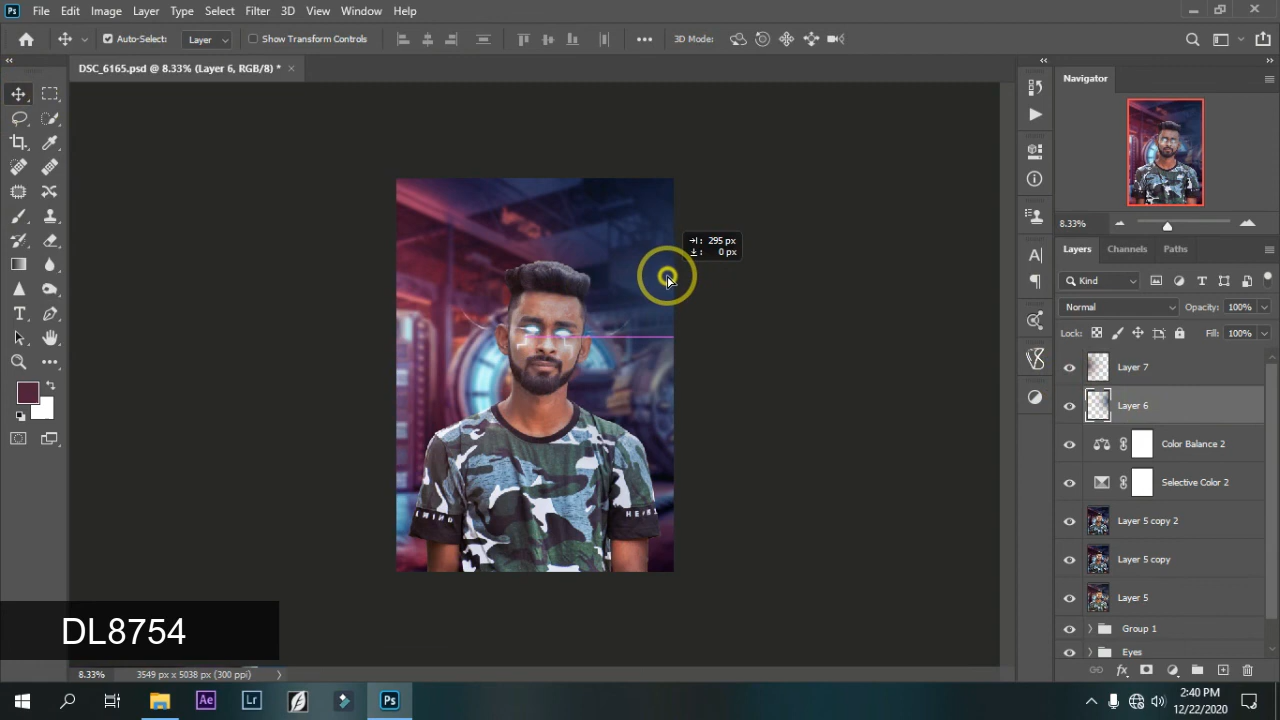 Ps File Edit Image Layer Type Select Filter 3D View Window Help
Auto-Select: Layer Show Transform Controls 3D Mode:
DSC_6165.psd @ 8.33% (Layer 6, RGB/8) *
Navigator
→|: 295 px
0 px
8.33%
Layers Channels Paths
Kind
Normal Opacity: 100%
Lock: Fill: 100%
Layer 7
Layer 6
Color Balance 2
Selective Color 2
Layer 5 copy 2
Layer 5 copy
Layer 5
Group 1
Eyes
DL8754
8.33% 3549 px x 5038 px (300 ppi)
Ae Lr Ps
2:40 PM
12/22/2020